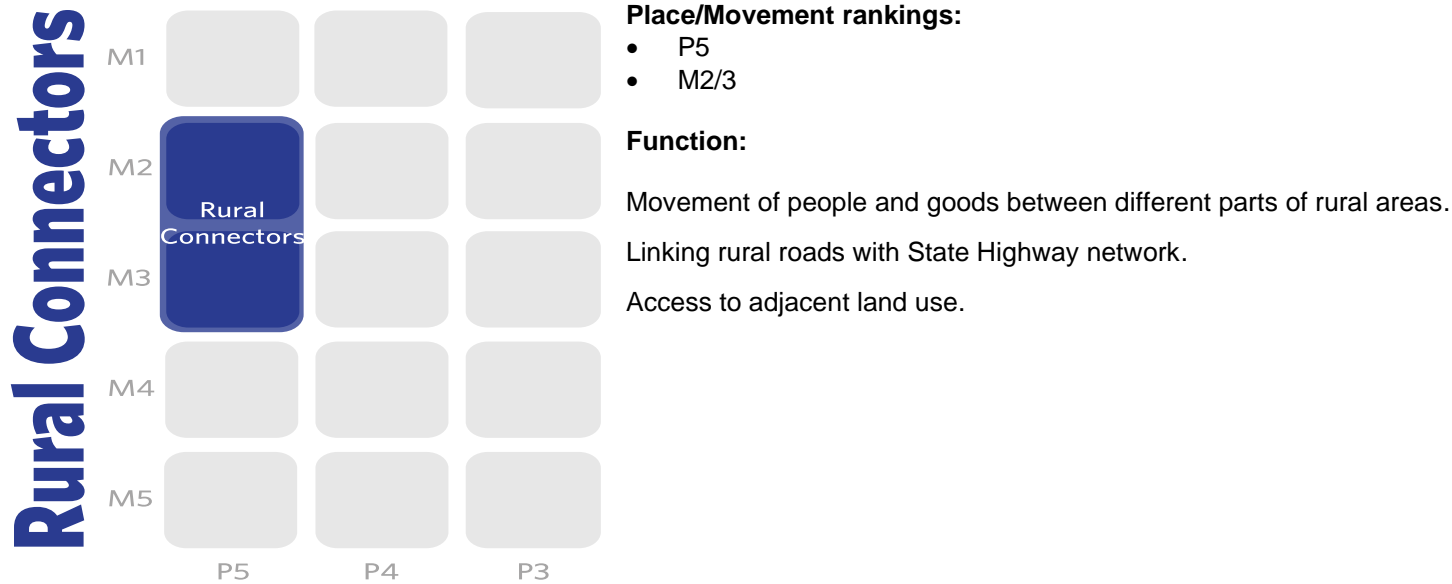 Rural Connectors
M1
M2
M3
M4
M5
Rural
Connectors
P5
P4
P3
Place/Movement rankings:
• P5
• M2/3
Function:
Movement of people and goods between different parts of rural areas.
Linking rural roads with State Highway network.
Access to adjacent land use.